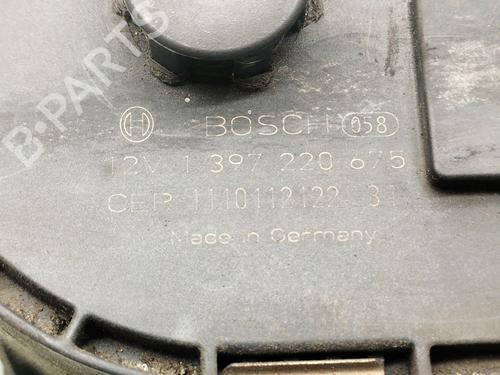 BOSCH 058
12V 1 397 220 675
CEP 1110112122 31
Made in Germany
B-PARTS